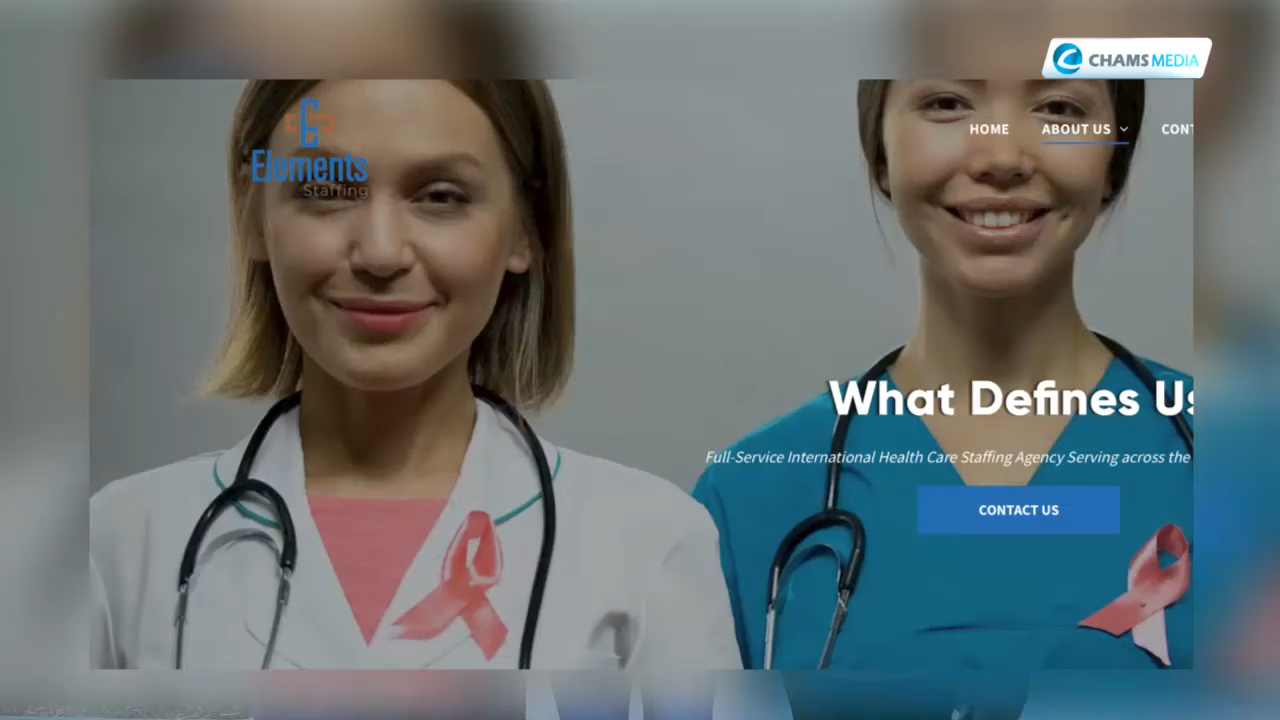 CHAMS MEDIA
Elements
Staffing
HOME
ABOUT US
CONT
What Defines Us
Full-Service International Health Care Staffing Agency Serving across the
CONTACT US